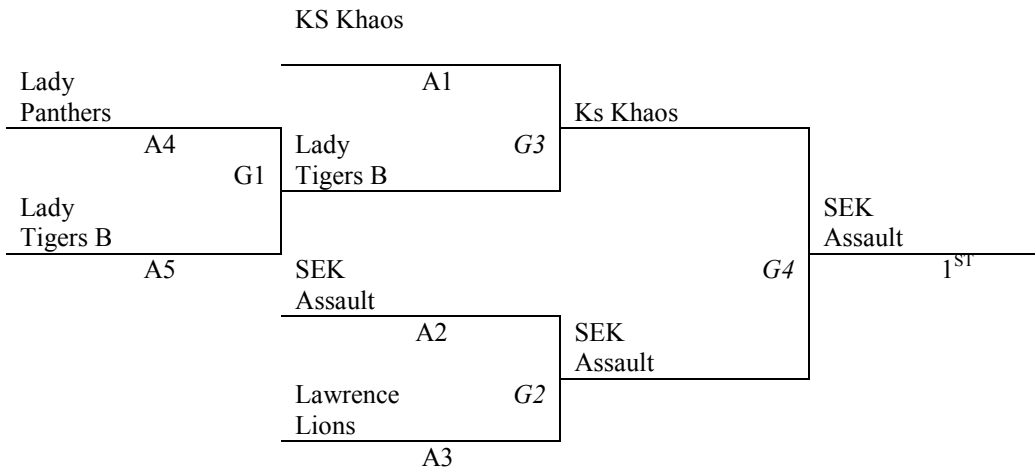 KS Khaos
A1
Lady
Panthers
A4
Ks Khaos
G3
Lady
Tigers B
G1
Lady
Tigers B
A5
SEK
Assault
1ST
G4
SEK
Assault
A2
SEK
Assault
G2
Lawrence
Lions
A3